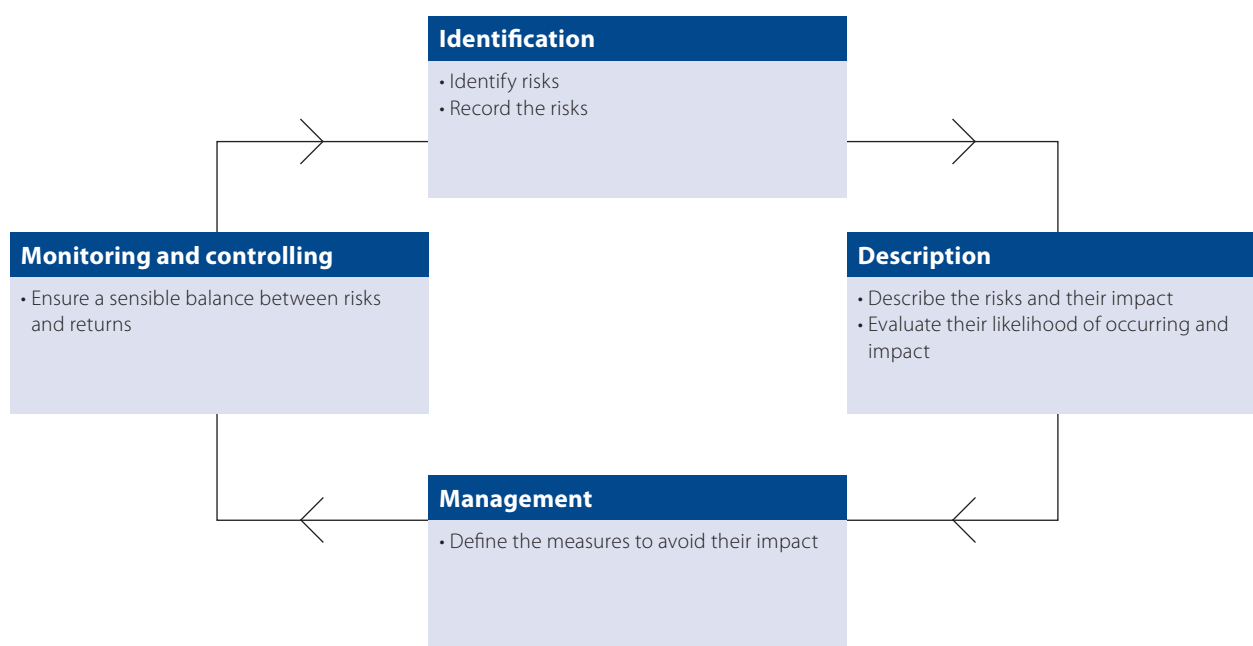 Identification
• Identify risks
• Record the risks
Monitoring and controlling
• Ensure a sensible balance between risks
and returns
Description
• Describe the risks and their impact
• Evaluate their likelihood of occurring and
impact
Management
• Define the measures to avoid their impact